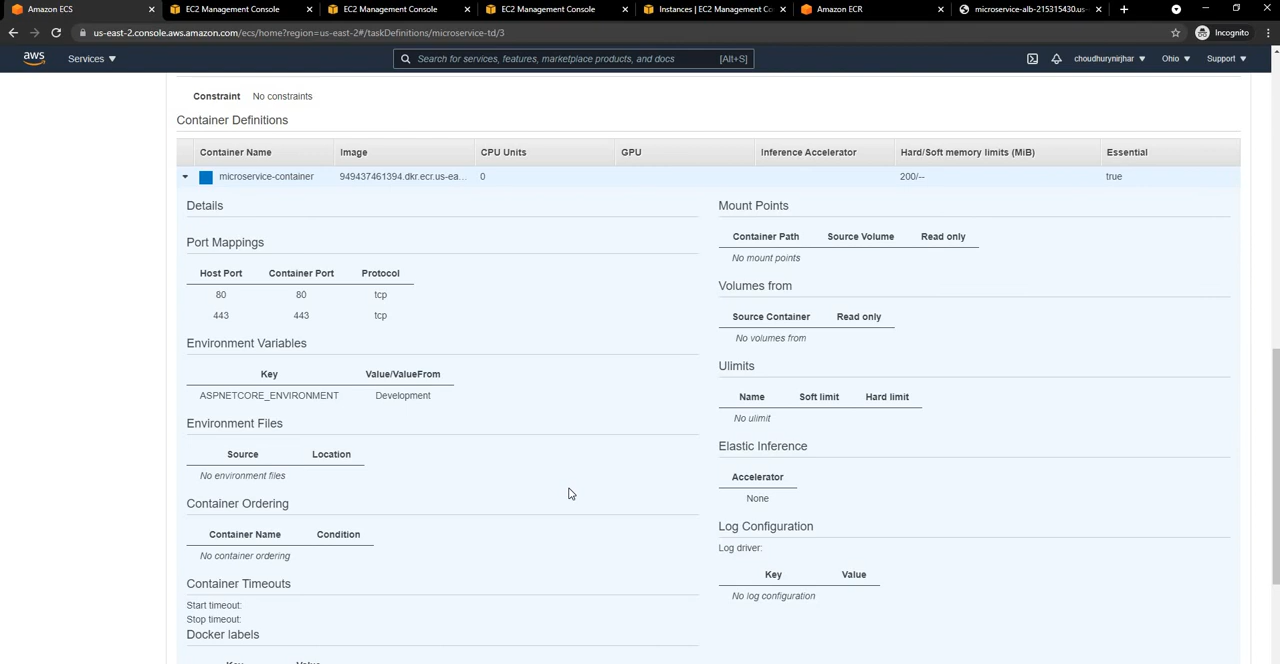 Amazon ECS
EC2 Management Console
EC2 Management Console
EC2 Management Console
Instances | EC2 Management Co
Amazon ECR
microservice-alb-215315430.us-
us-east-2.console.aws.amazon.com/ecs/home?region=us-east-2#/taskDefinitions/microservice-td/3
Incognito
aws
Services
Search for services, features, marketplace products, and docs
[Alt+S]
choudhurynirjhar
Ohio
Support
Constraint No constraints
Container Definitions
Container Name Image CPU Units GPU Inference Accelerator Hard/Soft memory limits (MiB) Essential
microservice-container 949437461394.dkr.ecr.us-ea... 0 200/-- true
Details
Port Mappings
Host Port Container Port Protocol
80 80 tcp
443 443 tcp
Environment Variables
Key Value/ValueFrom
ASPNETCORE_ENVIRONMENT Development
Environment Files
Source Location
No environment files
Container Ordering
Container Name Condition
No container ordering
Container Timeouts
Start timeout:
Stop timeout:
Docker labels
Key Value
Mount Points
Container Path Source Volume Read only
No mount points
Volumes from
Source Container Read only
No volumes from
Ulimits
Name Soft limit Hard limit
No ulimit
Elastic Inference
Accelerator
None
Log Configuration
Log driver:
Key Value
No log configuration